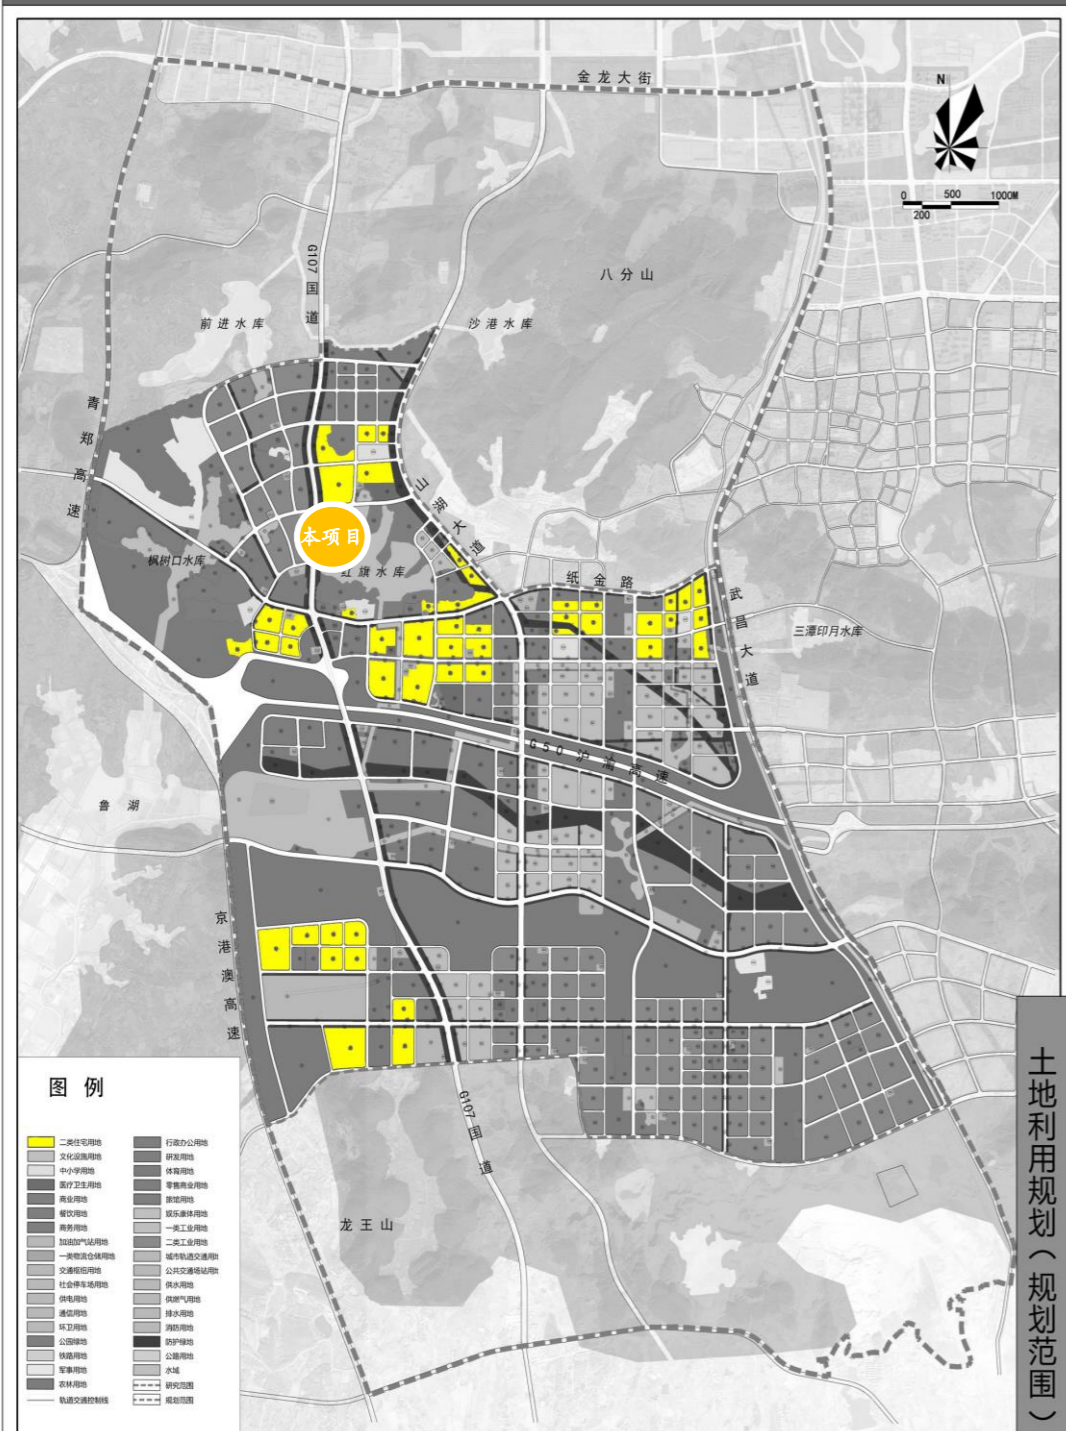 金龙大街
N
0 500 1000M
200
八分山
G107国道
前进水库
沙港水库
青郑高速
山湖大道
本项目
枫树口水库
红旗水库
纸金路
武昌大道
三潭印月水库
G50沪渝高速
鲁湖
京港澳高速
G107国道
龙王山
土地利用规划（规划范围）
图例
二类住宅用地
文化设施用地
中小学用地
医疗卫生用地
商业用地
餐饮用地
商务用地
加油加气站用地
一类物流仓储用地
交通枢纽用地
社会停车场用地
供电用地
通信用地
环卫用地
公园绿地
铁路用地
军事用地
农林用地
轨道交通控制线
行政办公用地
研发用地
体育用地
零售商业用地
旅馆用地
娱乐康体用地
一类工业用地
二类工业用地
城市轨道交通用地
公共交通场站用地
供水用地
供燃气用地
排水用地
消防用地
防护绿地
公路用地
水域
研究范围
规划范围